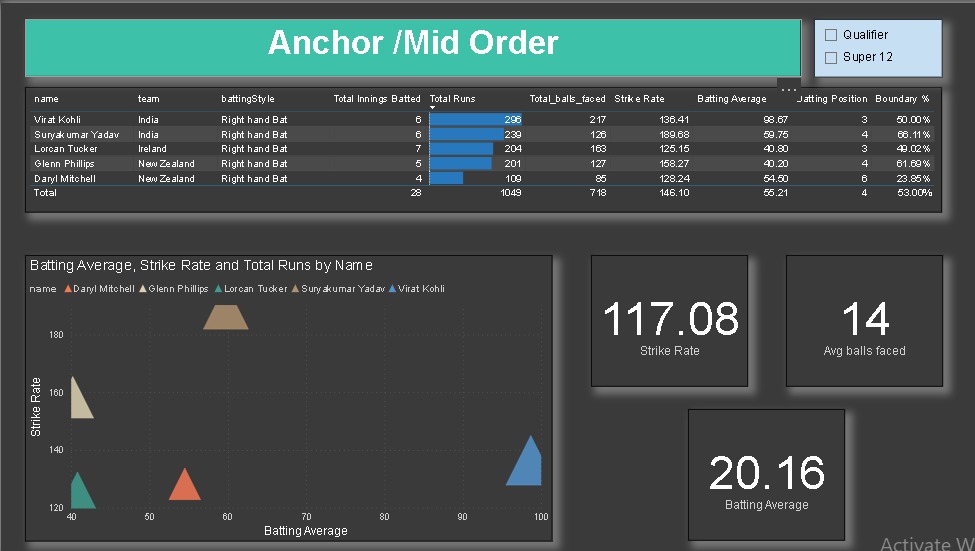 Anchor /Mid Order
Qualifier
Super 12
name team battingStyle Total Innings Batted Total Runs Total_balls_faced Strike Rate Batting Average Batting Position Boundary %
Virat Kohli India Right hand Bat 6 296 217 136.41 98.67 3 50.00%
Suryakumar Yadav India Right hand Bat 6 239 126 189.68 59.75 4 66.11%
Lorcan Tucker Ireland Right hand Bat 7 204 163 125.15 40.80 3 49.02%
Glenn Phillips New Zealand Right hand Bat 5 201 127 158.27 40.20 4 61.69%
Daryl Mitchell New Zealand Right hand Bat 4 109 85 128.24 54.50 6 23.85%
Total 28 1049 718 146.10 55.21 4 53.00%
Batting Average, Strike Rate and Total Runs by Name
name Daryl Mitchell Glenn Phillips Lorcan Tucker Suryakumar Yadav Virat Kohli
Strike Rate
180
160
140
120
40 50 60 70 80 90 100
Batting Average
117.08
Strike Rate
14
Avg balls faced
20.16
Batting Average
Activate W